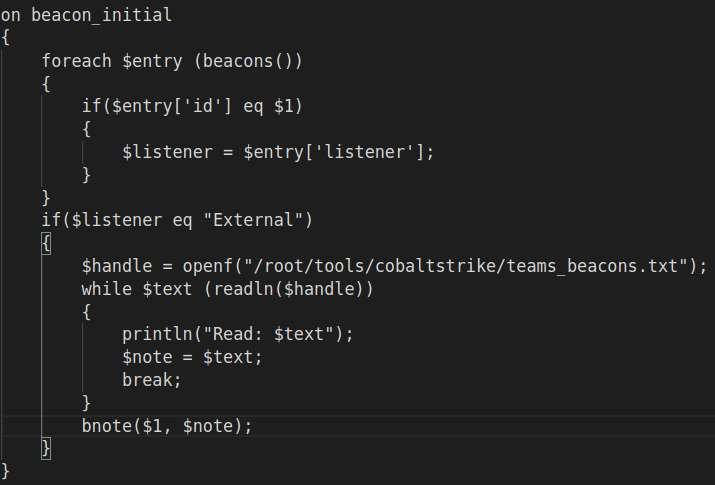 on beacon_initial
{
    foreach $entry (beacons())
    {
        if($entry['id'] eq $1)
        {
            $listener = $entry['listener'];
        }
    }
    if($listener eq "External")
    {
        $handle = openf("/root/tools/cobaltstrike/teams_beacons.txt");
        while $text (readln($handle))
        {
            println("Read: $text");
            $note = $text;
            break;
        }
        bnote($1, $note);
    }
}